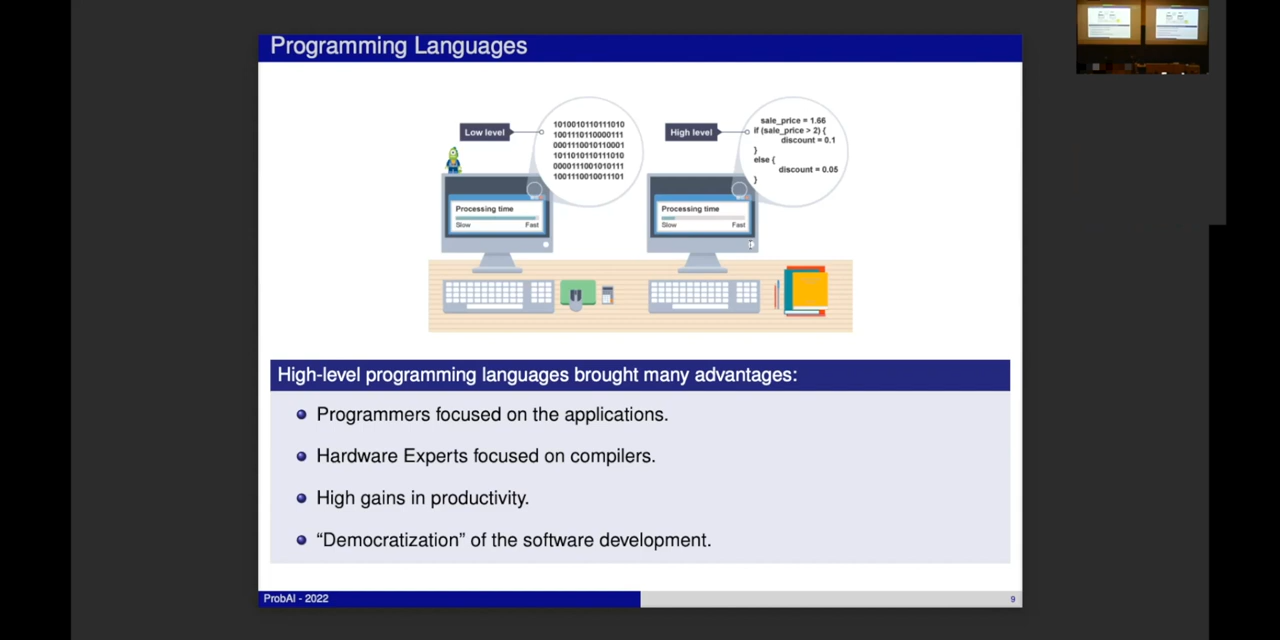 Programming Languages
Low level
1010010110111010
1001110110000111
0001110010110001
1011010110111010
0000111001010111
1001110010011101
High level
sale_price = 1.66
if (sale_price > 2) {
discount = 0.1
}
else {
discount = 0.05
}
Processing time
Slow Fast
Processing time
Slow Fast
High-level programming languages brought many advantages:
Programmers focused on the applications.
Hardware Experts focused on compilers.
High gains in productivity.
“Democratization” of the software development.
ProbAI - 2022
9